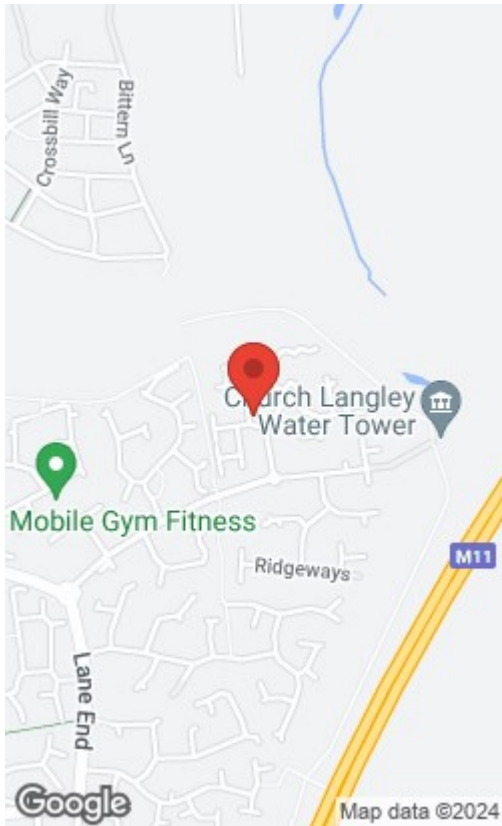 Crossbill Way
Bittern Ln
Church Langley
Water Tower
Mobile Gym Fitness
M11
Ridgeways
Lane End
Google
Map data ©2024